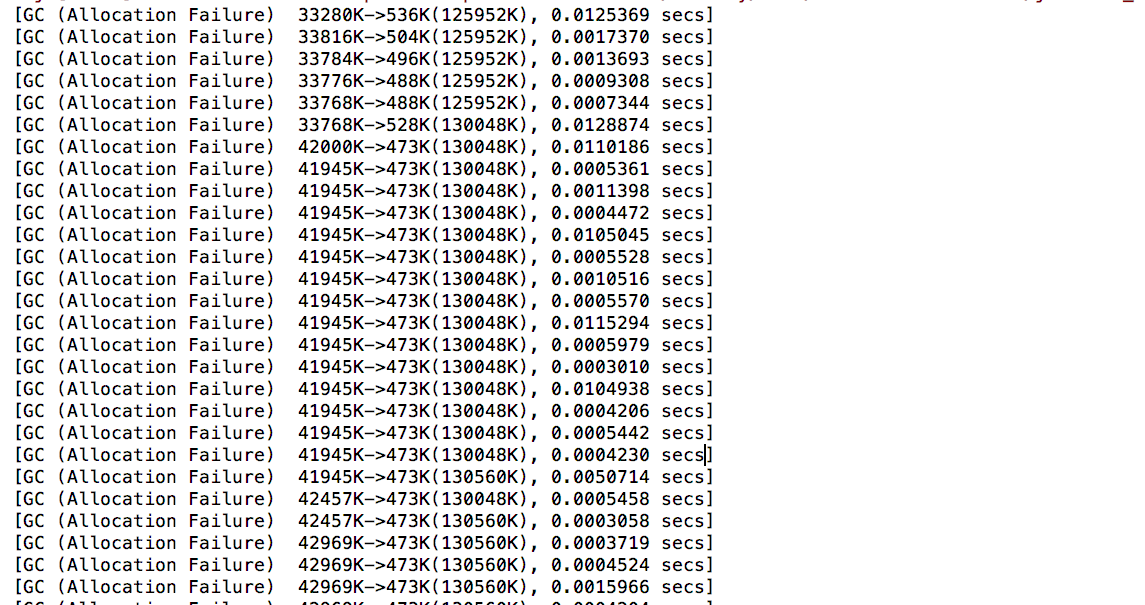 [GC (Allocation Failure)  33280K->536K(125952K), 0.0125369 secs]
[GC (Allocation Failure)  33816K->504K(125952K), 0.0017370 secs]
[GC (Allocation Failure)  33784K->496K(125952K), 0.0013693 secs]
[GC (Allocation Failure)  33776K->488K(125952K), 0.0009308 secs]
[GC (Allocation Failure)  33768K->488K(125952K), 0.0007344 secs]
[GC (Allocation Failure)  33768K->528K(130048K), 0.0128874 secs]
[GC (Allocation Failure)  42000K->473K(130048K), 0.0110186 secs]
[GC (Allocation Failure)  41945K->473K(130048K), 0.0005361 secs]
[GC (Allocation Failure)  41945K->473K(130048K), 0.0011398 secs]
[GC (Allocation Failure)  41945K->473K(130048K), 0.0004472 secs]
[GC (Allocation Failure)  41945K->473K(130048K), 0.0105045 secs]
[GC (Allocation Failure)  41945K->473K(130048K), 0.0005528 secs]
[GC (Allocation Failure)  41945K->473K(130048K), 0.0010516 secs]
[GC (Allocation Failure)  41945K->473K(130048K), 0.0005570 secs]
[GC (Allocation Failure)  41945K->473K(130048K), 0.0115294 secs]
[GC (Allocation Failure)  41945K->473K(130048K), 0.0005979 secs]
[GC (Allocation Failure)  41945K->473K(130048K), 0.0003010 secs]
[GC (Allocation Failure)  41945K->473K(130048K), 0.0104938 secs]
[GC (Allocation Failure)  41945K->473K(130048K), 0.0004206 secs]
[GC (Allocation Failure)  41945K->473K(130048K), 0.0005442 secs]
[GC (Allocation Failure)  41945K->473K(130048K), 0.0004230 secs]
[GC (Allocation Failure)  41945K->473K(130560K), 0.0050714 secs]
[GC (Allocation Failure)  42457K->473K(130048K), 0.0005458 secs]
[GC (Allocation Failure)  42457K->473K(130560K), 0.0003058 secs]
[GC (Allocation Failure)  42969K->473K(130560K), 0.0003719 secs]
[GC (Allocation Failure)  42969K->473K(130560K), 0.0004524 secs]
[GC (Allocation Failure)  42969K->473K(130560K), 0.0015966 secs]